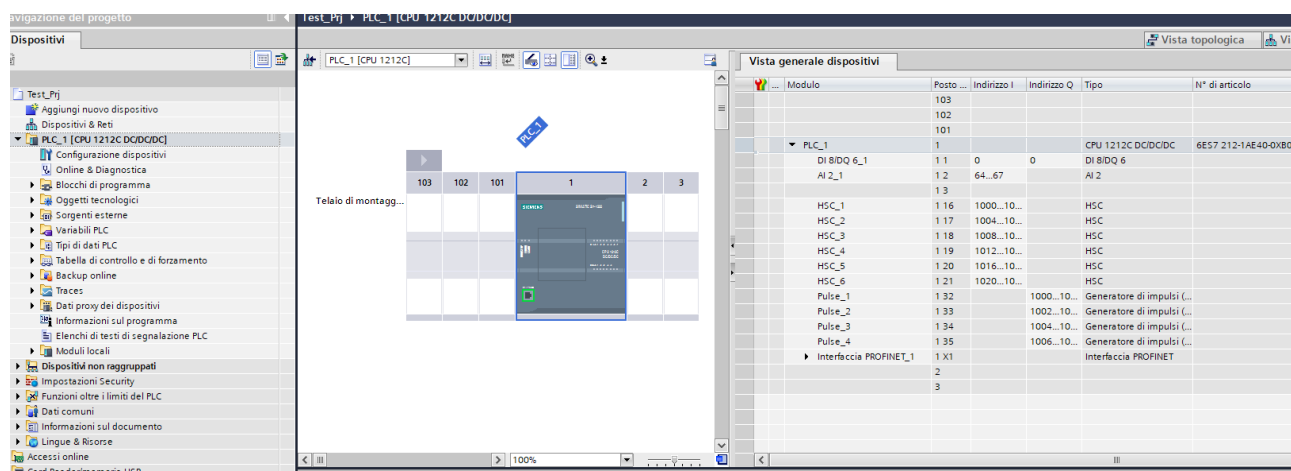 avigazione del progetto
Test_Prj ▸ PLC_1 [CPU 1212C DC/DC/DC]
Dispositivi
Vista topologica
Vi
PLC_1 [CPU 1212C]
Vista generale dispositivi
Test_Prj
Aggiungi nuovo dispositivo
Dispositivi & Reti
PLC_1 [CPU 1212C DC/DC/DC]
Configurazione dispositivi
Online & Diagnostica
Blocchi di programma
Oggetti tecnologici
Sorgenti esterne
Variabili PLC
Tipi di dati PLC
Tabella di controllo e di forzamento
Backup online
Traces
Dati proxy dei dispositivi
Informazioni sul programma
Elenchi di testi di segnalazione PLC
Moduli locali
Dispositivi non raggruppati
Impostazioni Security
Funzioni oltre i limiti del PLC
Dati comuni
Informazioni sul documento
Lingue & Risorse
Accessi online
Card Reader/memoria USB
PLC_1
103 102 101 1 2 3
Telaio di montagg...
SIEMENS
100%
... Modulo Posto ... Indirizzo I Indirizzo Q Tipo N° di articolo
103
102
101
PLC_1 1 CPU 1212C DC/DC/DC 6ES7 212-1AE40-0XB0
DI 8/DQ 6_1 1 1 0 0 DI 8/DQ 6
AI 2_1 1 2 64...67 AI 2
1 3
HSC_1 1 16 1000...10... HSC
HSC_2 1 17 1004...10... HSC
HSC_3 1 18 1008...10... HSC
HSC_4 1 19 1012...10... HSC
HSC_5 1 20 1016...10... HSC
HSC_6 1 21 1020...10... HSC
Pulse_1 1 32 1000...10... Generatore di impulsi (...
Pulse_2 1 33 1002...10... Generatore di impulsi (...
Pulse_3 1 34 1004...10... Generatore di impulsi (...
Pulse_4 1 35 1006...10... Generatore di impulsi (...
Interfaccia PROFINET_1 1 X1 Interfaccia PROFINET
2
3